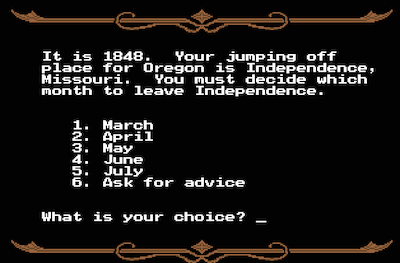 It is 1848.  Your jumping off
place for Oregon is Independence,
Missouri.  You must decide which
month to leave Independence.
1. March
2. April
3. May
4. June
5. July
6. Ask for advice
What is your choice? _